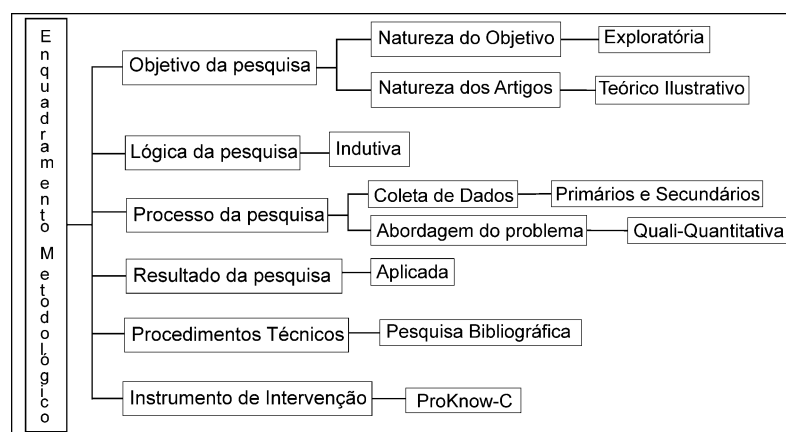 Enquadramento Metodológico
Objetivo da pesquisa
Natureza do Objetivo
Exploratória
Natureza dos Artigos
Teórico Ilustrativo
Lógica da pesquisa
Indutiva
Processo da pesquisa
Coleta de Dados
Primários e Secundários
Abordagem do problema
Quali-Quantitativa
Resultado da pesquisa
Aplicada
Procedimentos Técnicos
Pesquisa Bibliográfica
Instrumento de Intervenção
ProKnow-C